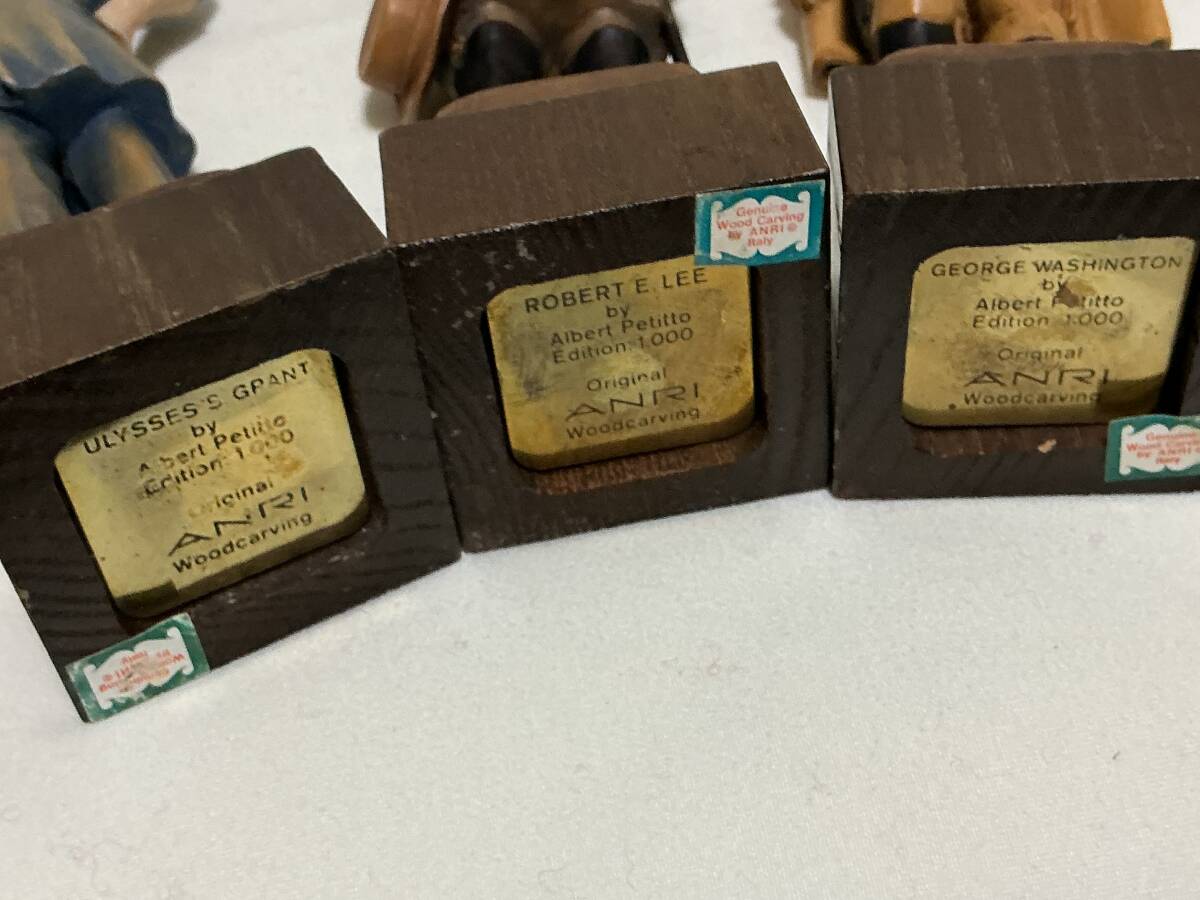 ULYSSES'S GRANT
by
Albert Petitto
Edition: 1.000
Original
ANRI
Woodcarving
ROBERT E. LEE
by
Albert Petitto
Edition: 1.000
Original
ANRI
Woodcarving
Genuine
Wood Carving
by ANRI ®
Italy
GEORGE WASHINGTON
by
Albert Petitto
Edition 1.000
Original
ANRI
Woodcarving
Genuine
Wood
by ANRI ®
Italy
Italy